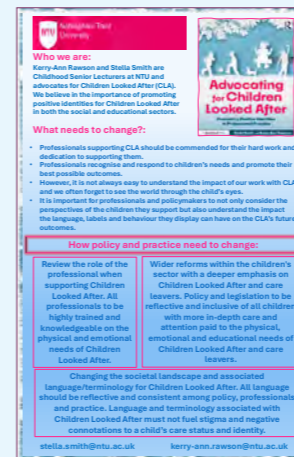 NTU
Nottingham Trent
University
Who we are:
Kerry-Ann Rawson and Stella Smith are
Childhood Senior Lecturers at NTU and
advocates for Children Looked After (CLA).
We believe in the importance of promoting
positive identities for Children Looked After
in both the social and educational sectors.
Advocating
for Children
Looked After
What needs to change?:
• Professionals supporting CLA should be commended for their hard work and
dedication to supporting them.
• Professionals recognise and respond to children's needs and promote their
best possible outcomes.
• However, it is not always easy to understand the impact of our work with CLA
and we often forget to see the world through the child's eyes.
• It is important for professionals and policymakers to not only consider the
perspectives of the children they support but also understand the impact
the language, labels and behaviour they display can have on the CLA's future
outcomes.
How policy and practice need to change:
Review the role of the
professional when
supporting Children
Looked After. All
professionals to be
highly trained and
knowledgeable on the
physical and emotional
needs of Children
Looked After.
Wider reforms within the children's
sector with a deeper emphasis on
Children Looked After and care
leavers. Policy and legislation to be
reflective and inclusive of all children
with more in-depth care and
attention paid to the physical,
emotional and educational needs of
Children Looked After and care
leavers.
Changing the societal landscape and associated
language/terminology for Children Looked After. All language
should be reflective and consistent among policy, professionals
and practice. Language and terminology associated with
Children Looked After must not fuel stigma and negative
connotations to a child's care status and identity.
stella.smith@ntu.ac.uk
kerry-ann.rawson@ntu.ac.uk